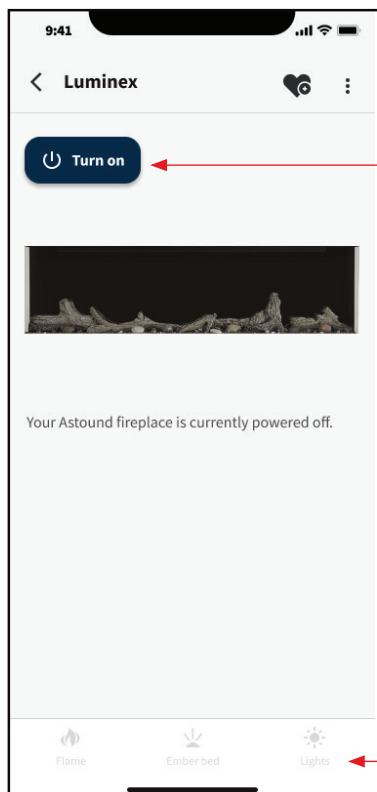 9:41
Luminex
Turn on
Your Astound fireplace is currently powered off.
Flame Ember bed Lights